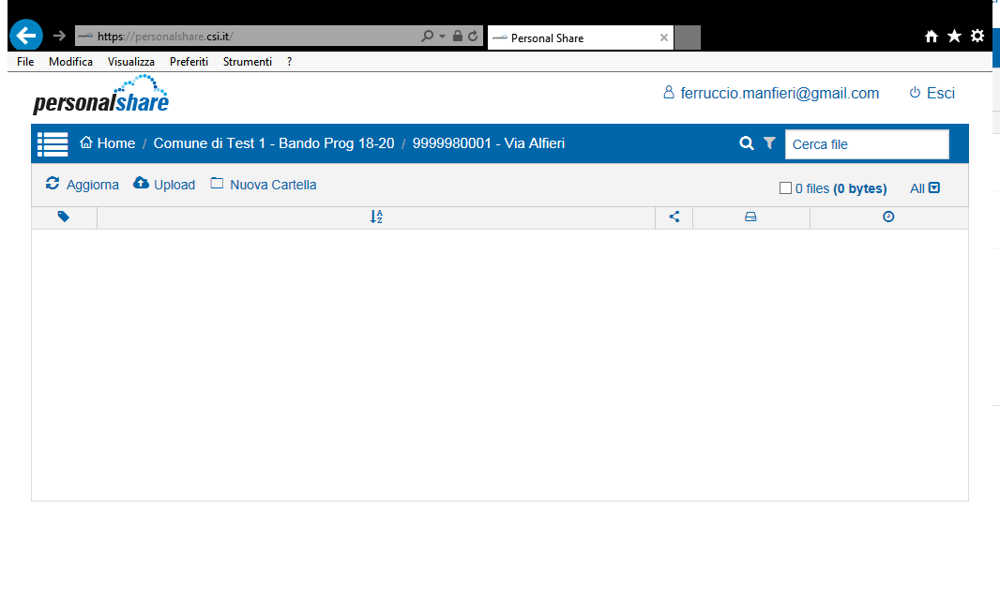 https://personalshare.csi.it/
Personal Share
File Modifica Visualizza Preferiti Strumenti ?
personalshare
ferruccio.manfieri@gmail.com Esci
Home / Comune di Test 1 - Bando Prog 18-20 / 9999980001 - Via Alfieri
Cerca file
Aggiorna Upload Nuova Cartella
0 files (0 bytes) All